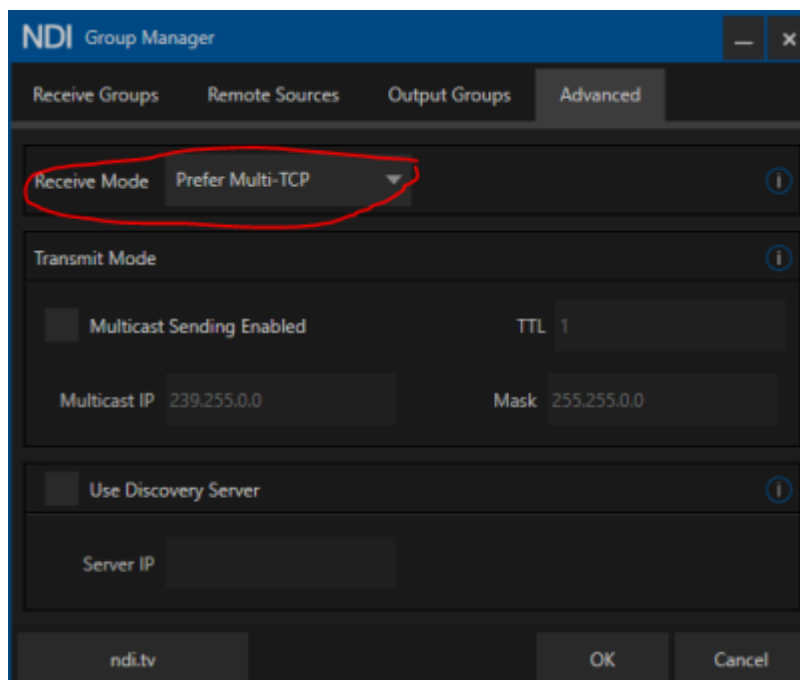 NDI Group Manager
Receive Groups Remote Sources Output Groups Advanced
Receive Mode Prefer Multi-TCP
Transmit Mode
Multicast Sending Enabled TTL 1
Multicast IP 239.255.0.0 Mask 255.255.0.0
Use Discovery Server
Server IP
ndi.tv OK Cancel